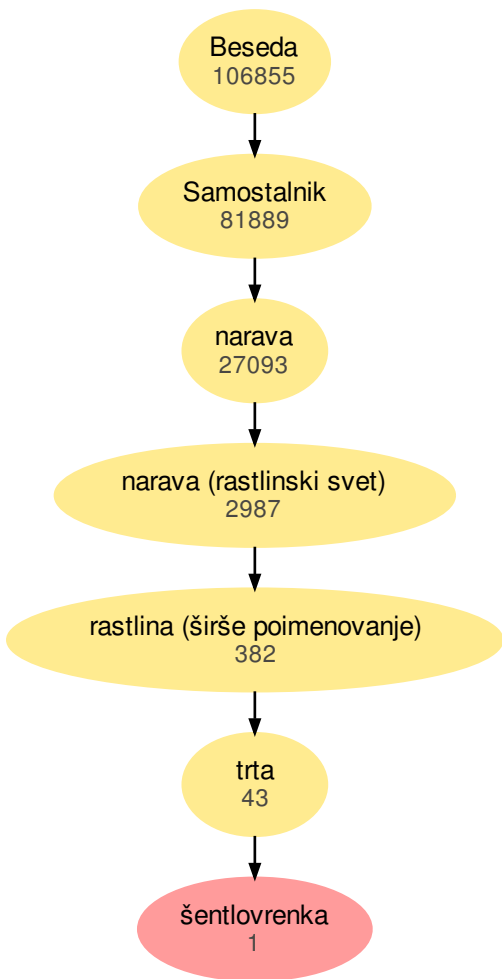 Beseda
106855
Samostalnik
81889
narava
27093
narava (rastlinski svet)
2987
rastlina (širše poimenovanje)
382
trta
43
šentlovrenka
1